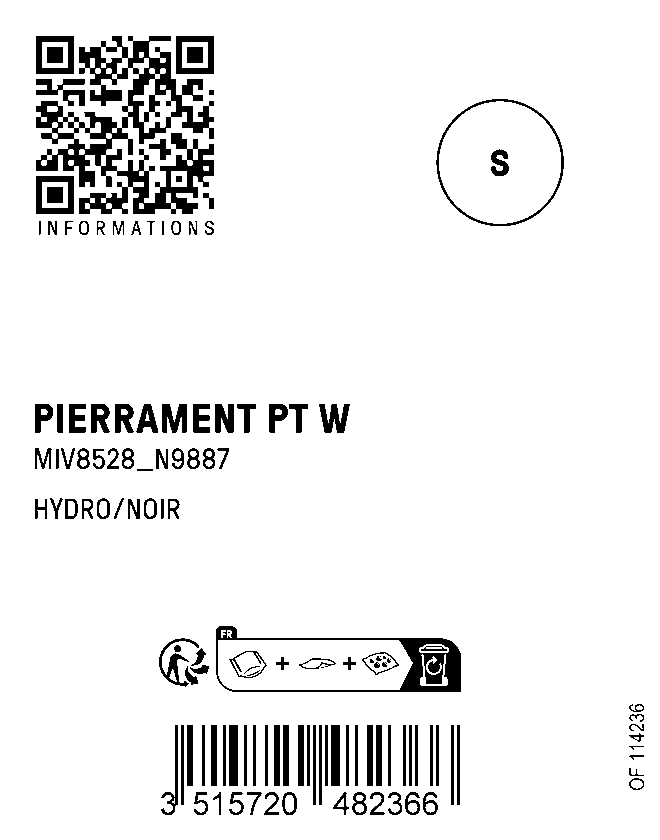 INFORMATIONS
S
PIERRAMENT PT W
MIV8528_N9887
HYDRO/NOIR
FR
3 515720 482366
OF 114236